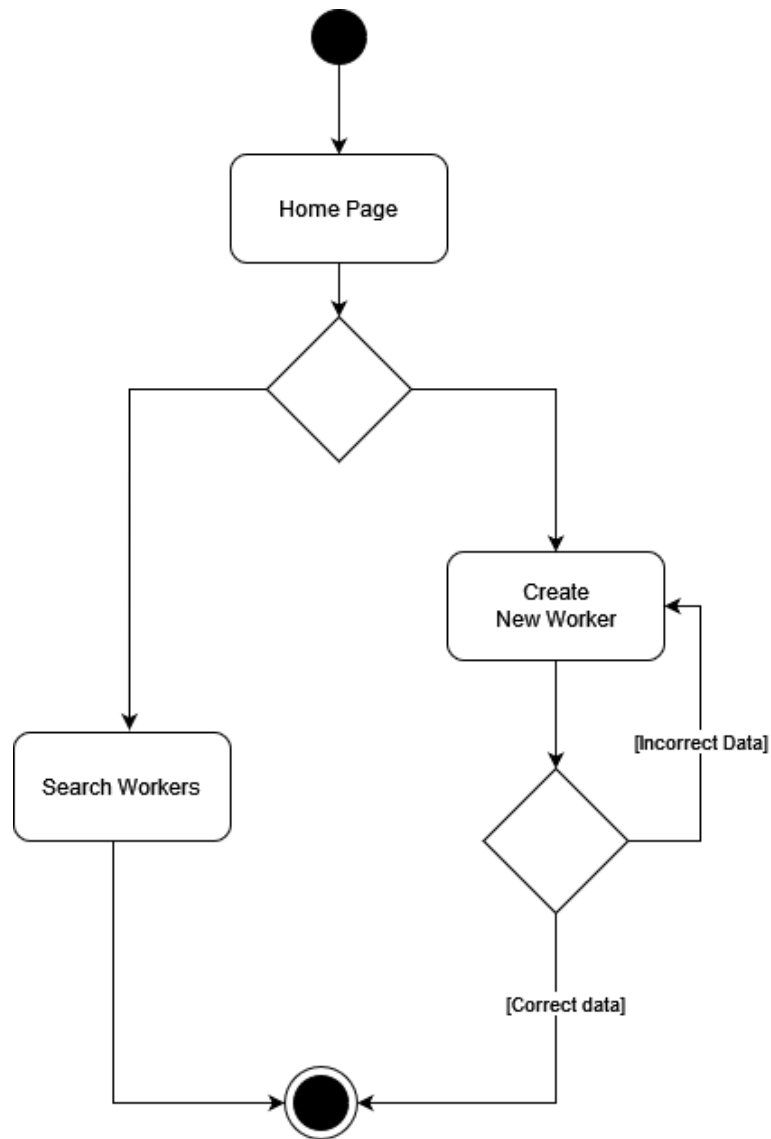 Home Page
Create
New Worker
[Incorrect Data]
Search Workers
[Correct data]